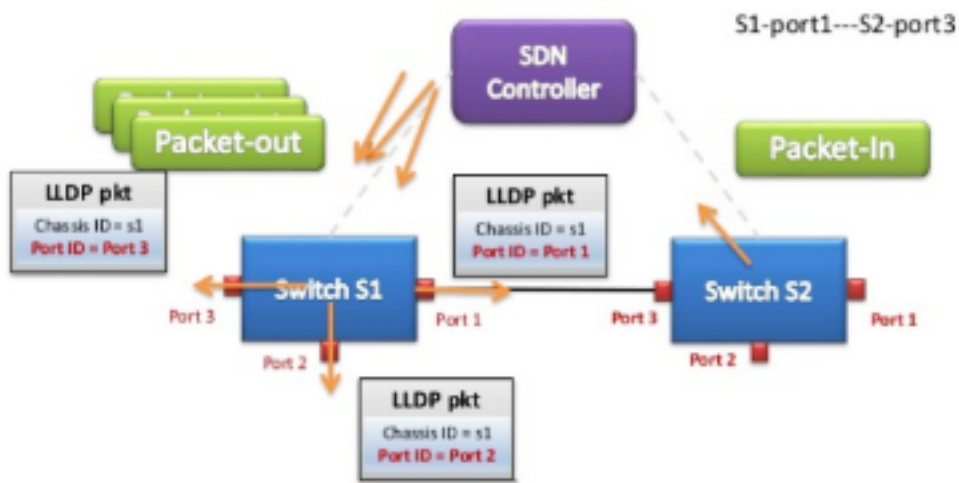 S1-port1---S2-port3
SDN
Controller
Packet-out
Packet-In
LLDP pkt
Chassis ID = s1
Port ID = Port 3
LLDP pkt
Chassis ID = s1
Port ID = Port 1
Switch S1
Switch S2
Port 3
Port 1
Port 3
Port 1
Port 2
Port 2
LLDP pkt
Chassis ID = s1
Port ID = Port 2